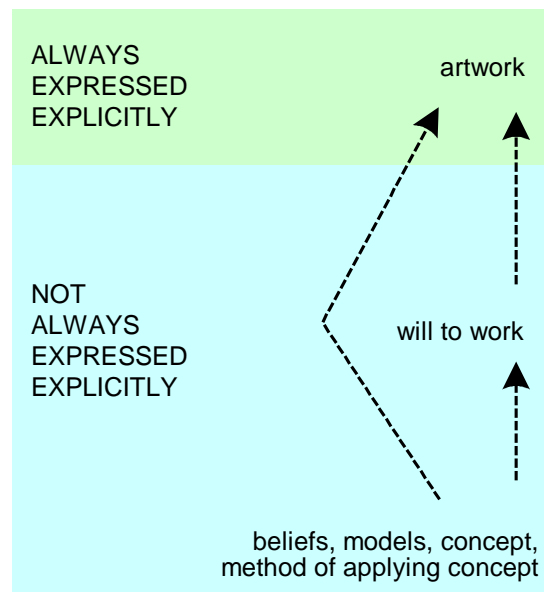 ALWAYS
EXPRESSED
EXPLICITLY
artwork
NOT
ALWAYS
EXPRESSED
EXPLICITLY
will to work
beliefs, models, concept,
method of applying concept